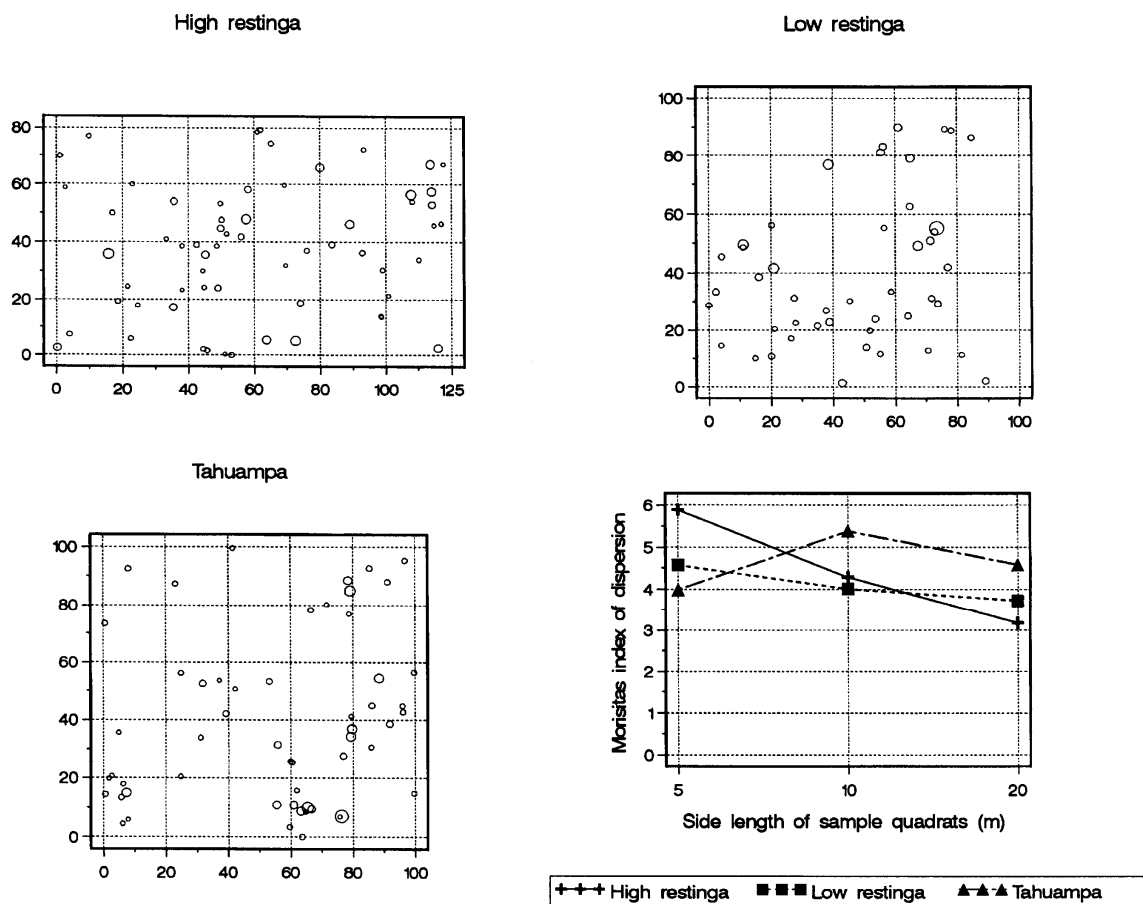 High restinga
80
60
40
20
0
0 20 40 60 80 100 125
Low restinga
100
80
60
40
20
0
0 20 40 60 80 100
Tahuampa
100
80
60
40
20
0
0 20 40 60 80 100
Morisitas index of dispersion
6
5
4
3
2
1
0
5 10 20
Side length of sample quadrats (m)
High restinga Low restinga Tahuampa